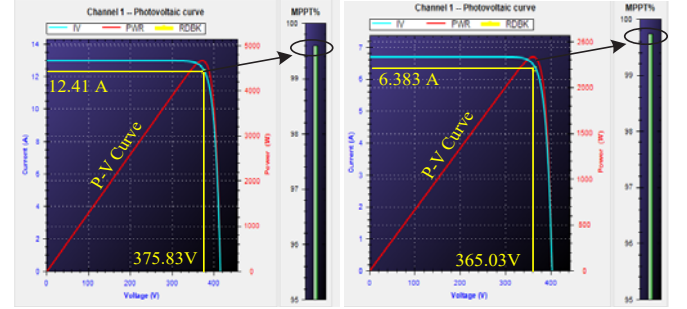 Channel 1 -- Photovoltaic curve
IV PWR RDBK
14
12
10
8
6
4
2
0
Current (A)
12.41 A
P-V Curve
375.83V
5000
4000
3000
2000
1000
0
Power (W)
0 100 200 300 400
Voltage (V)
MPPT%
100
99
98
97
96
95
Channel 1 -- Photovoltaic curve
IV PWR RDBK
7
6
5
4
3
2
1
0
Current (A)
6.383 A
P-V Curve
365.03V
2500
2000
1500
1000
500
0
Power (W)
0 100 200 300 400
Voltage (V)
MPPT%
100
99
98
97
96
95